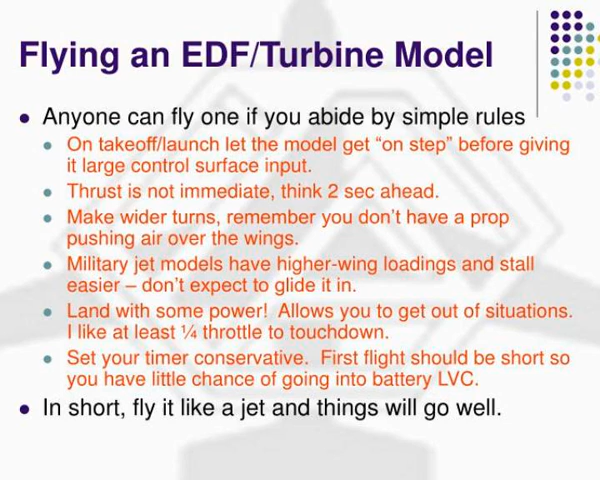 Flying an EDF/Turbine Model
Anyone can fly one if you abide by simple rules
On takeoff/launch let the model get “on step” before giving
it large control surface input.
Thrust is not immediate, think 2 sec ahead.
Make wider turns, remember you don’t have a prop
pushing air over the wings.
Military jet models have higher-wing loadings and stall
easier – don’t expect to glide it in.
Land with some power!  Allows you to get out of situations.
I like at least ¼ throttle to touchdown.
Set your timer conservative.  First flight should be short so
you have little chance of going into battery LVC.
In short, fly it like a jet and things will go well.